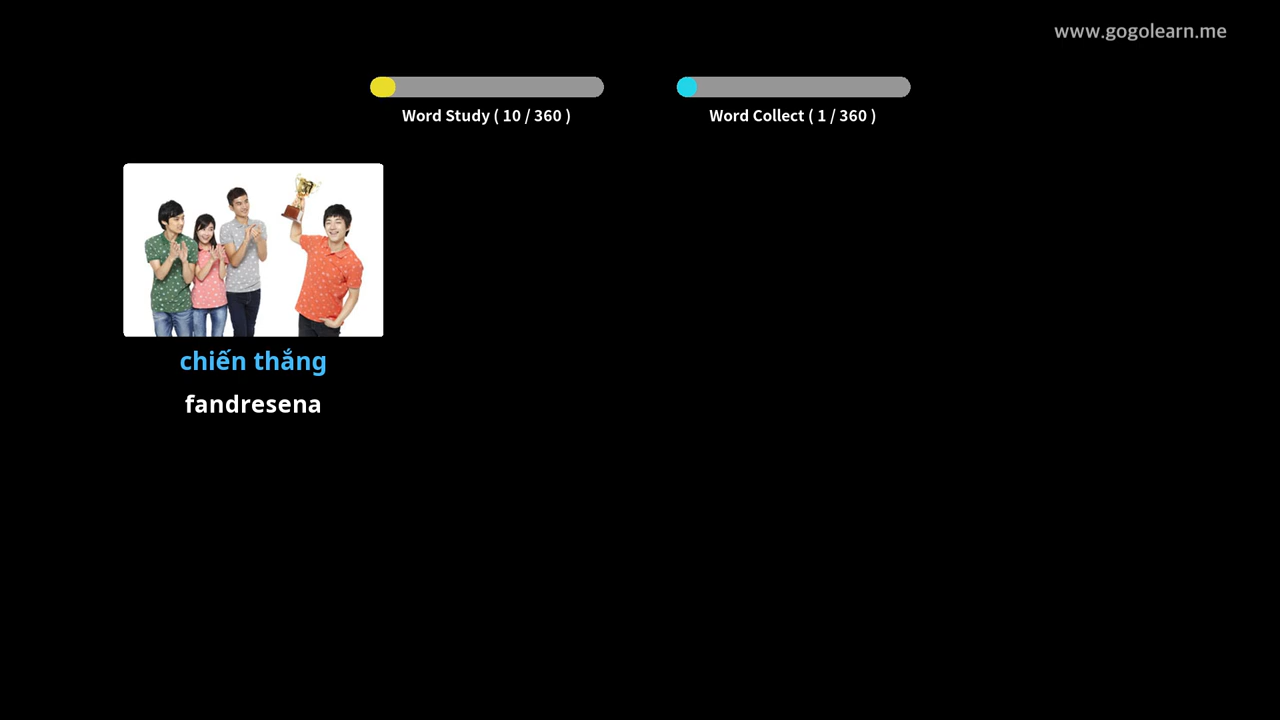 www.gogolearn.me
Word Study ( 10 / 360 )
Word Collect ( 1 / 360 )
chiến thắng
fandresena